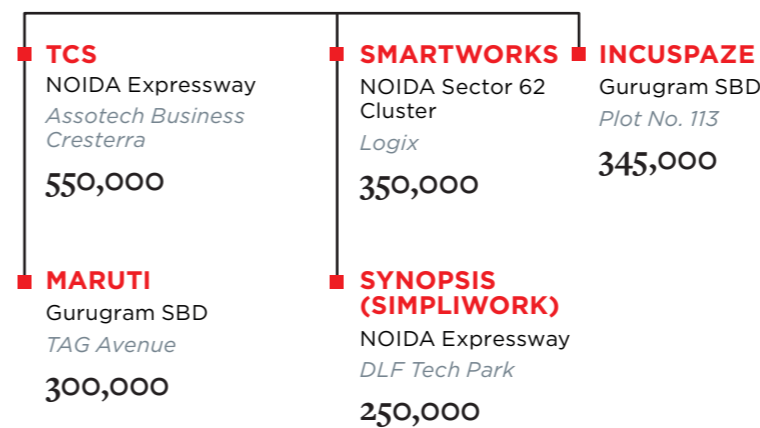 TCS
NOIDA Expressway
Assotech Business
Cresterra
550,000
SMARTWORKS
NOIDA Sector 62
Cluster
Logix
350,000
INCUSPAZE
Gurugram SBD
Plot No. 113
345,000
MARUTI
Gurugram SBD
TAG Avenue
300,000
SYNOPSIS
(SIMPLIWORK)
NOIDA Expressway
DLF Tech Park
250,000